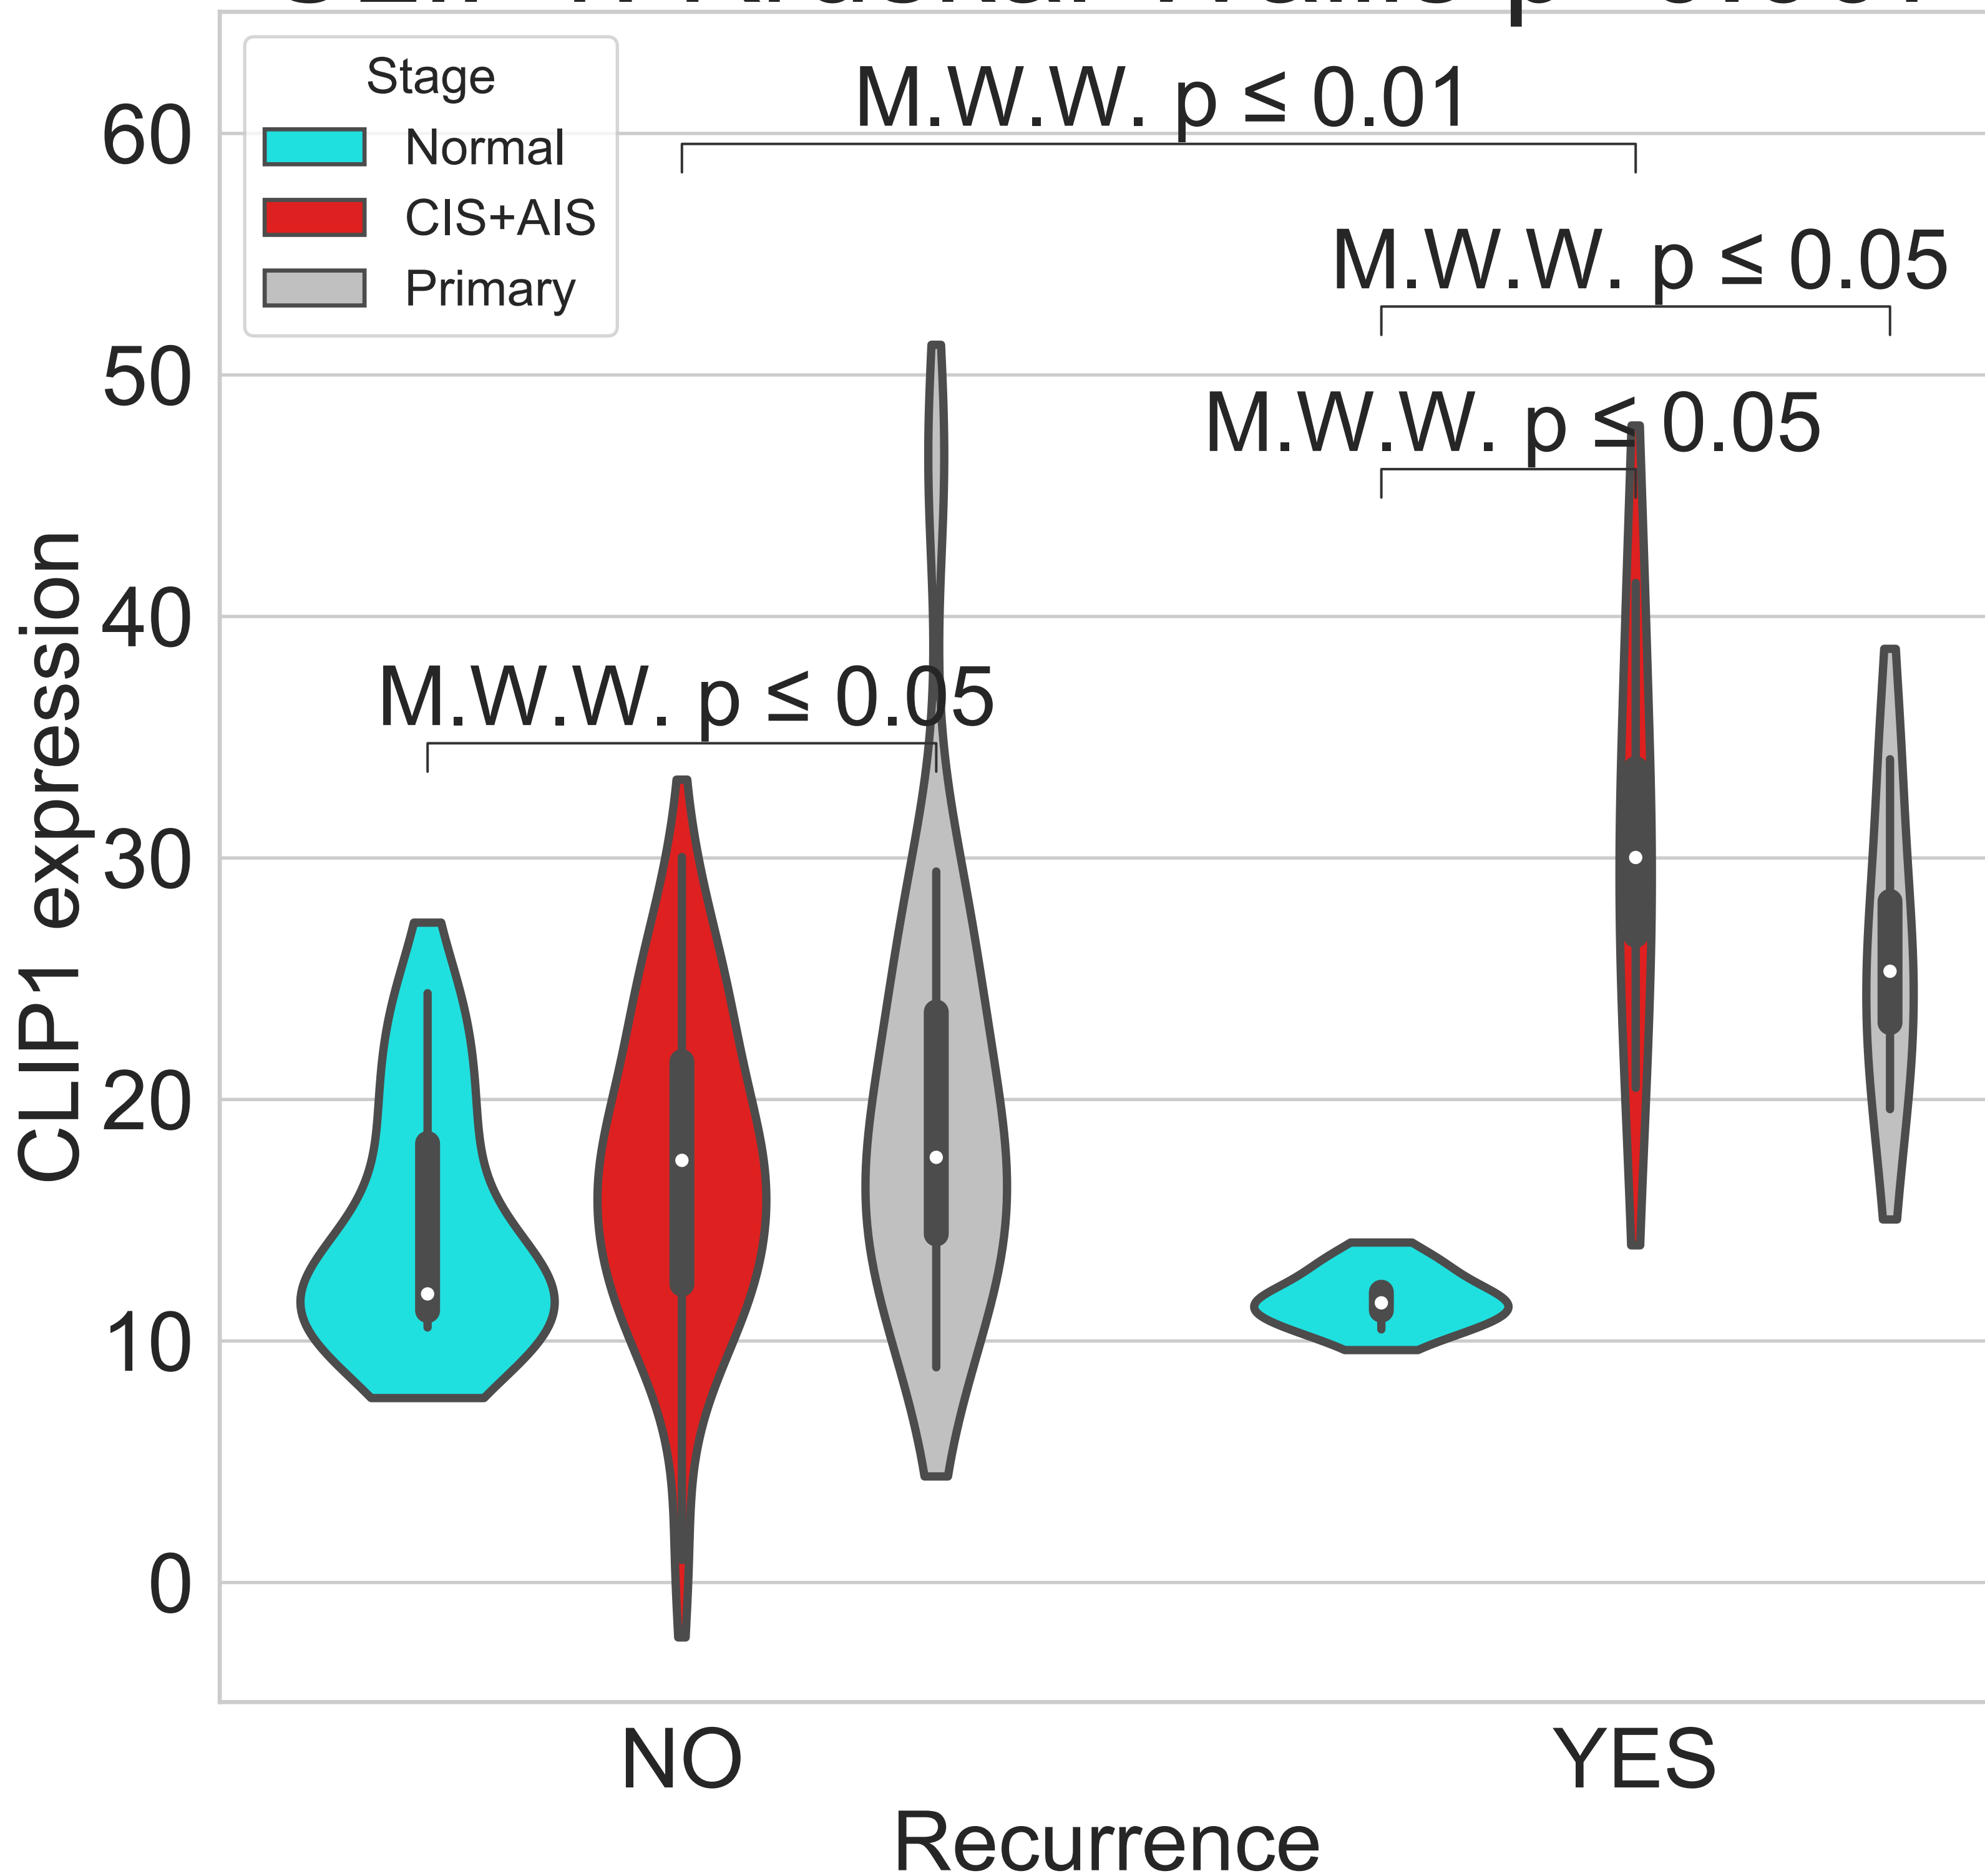 Stage
Normal
CIS+AIS
Primary
M.W.W. p ≤ 0.01
M.W.W. p ≤ 0.05
M.W.W. p ≤ 0.05
M.W.W. p ≤ 0.05
60
50
40
30
20
10
0
CLIP1 expression
NO
YES
Recurrence